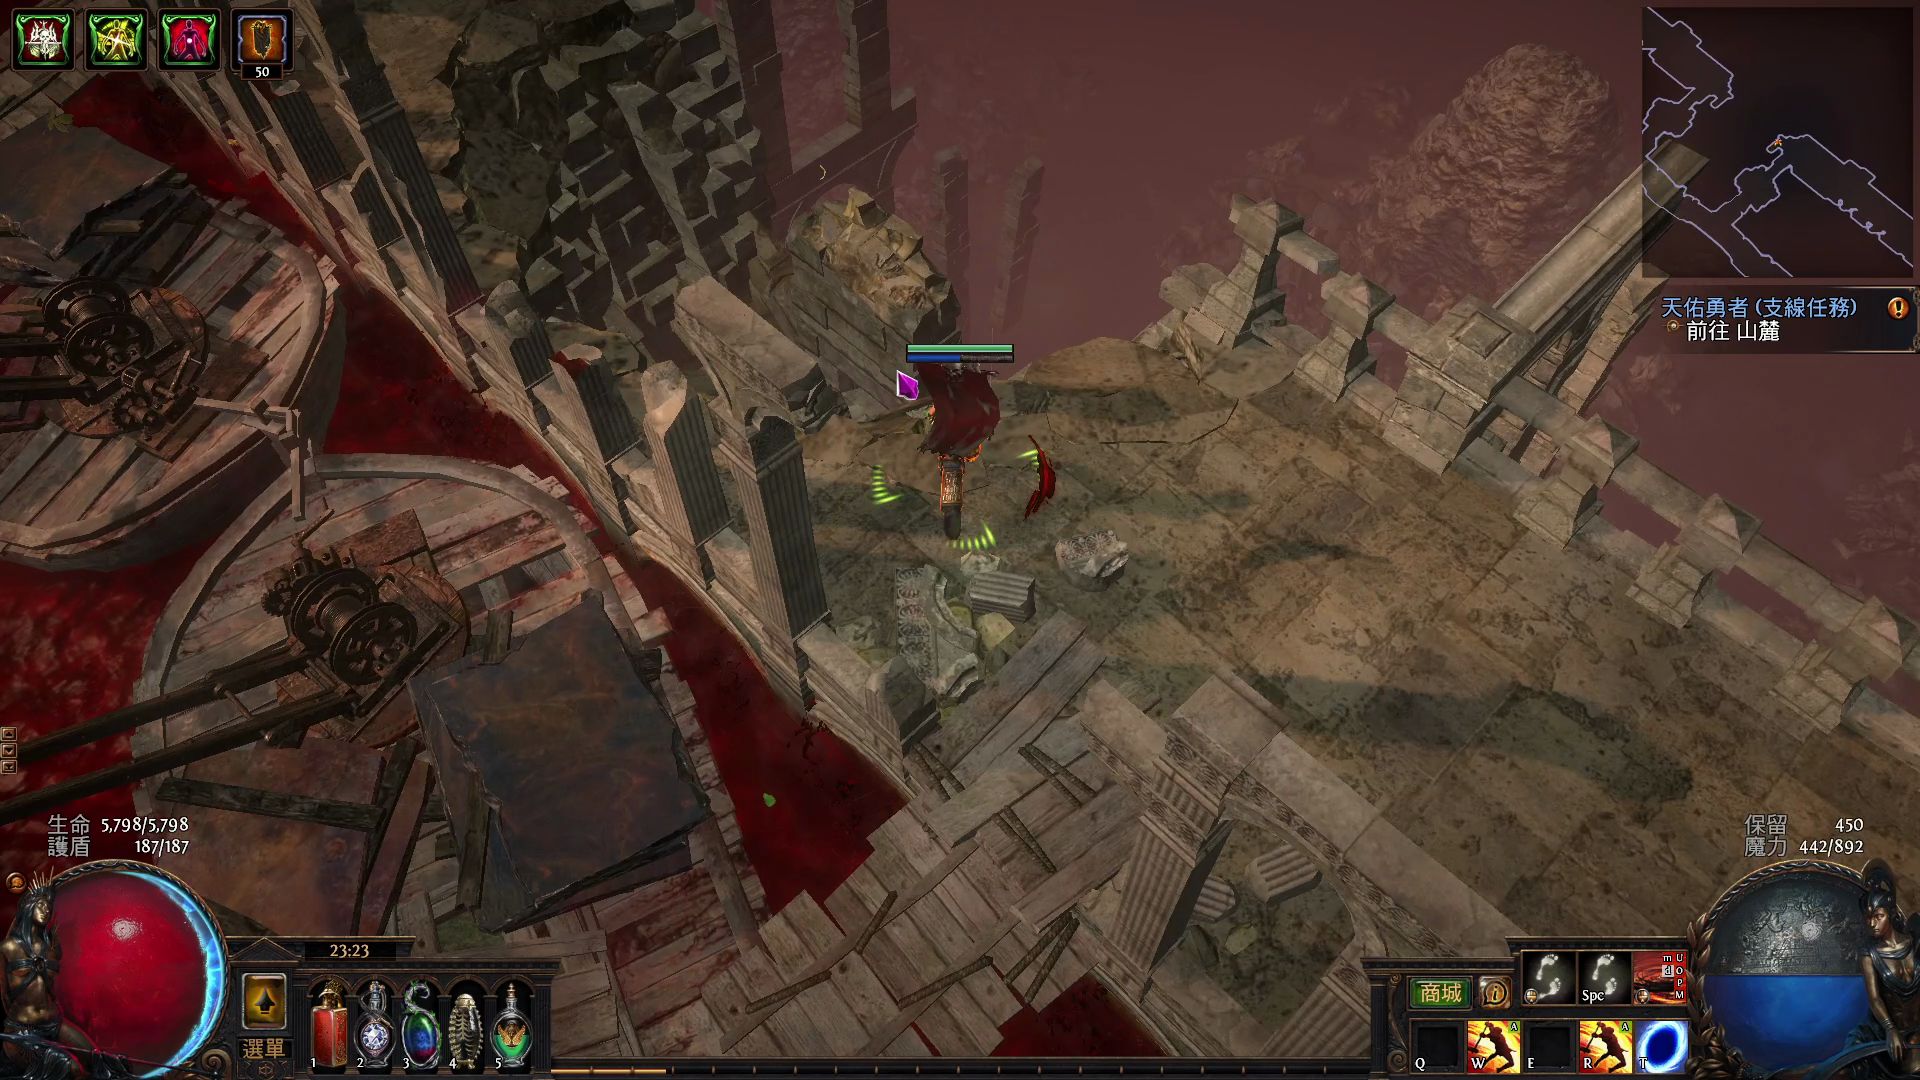 50
天佑勇者 (支線任務)
前往 山麓
生命 5,798/5,798
護盾 187/187
保留 450
魔力 442/892
23:23
選單
1
2
3
4
5
商城
Spc
m U
d O
P
M
Q
W
A
E
R
A
T